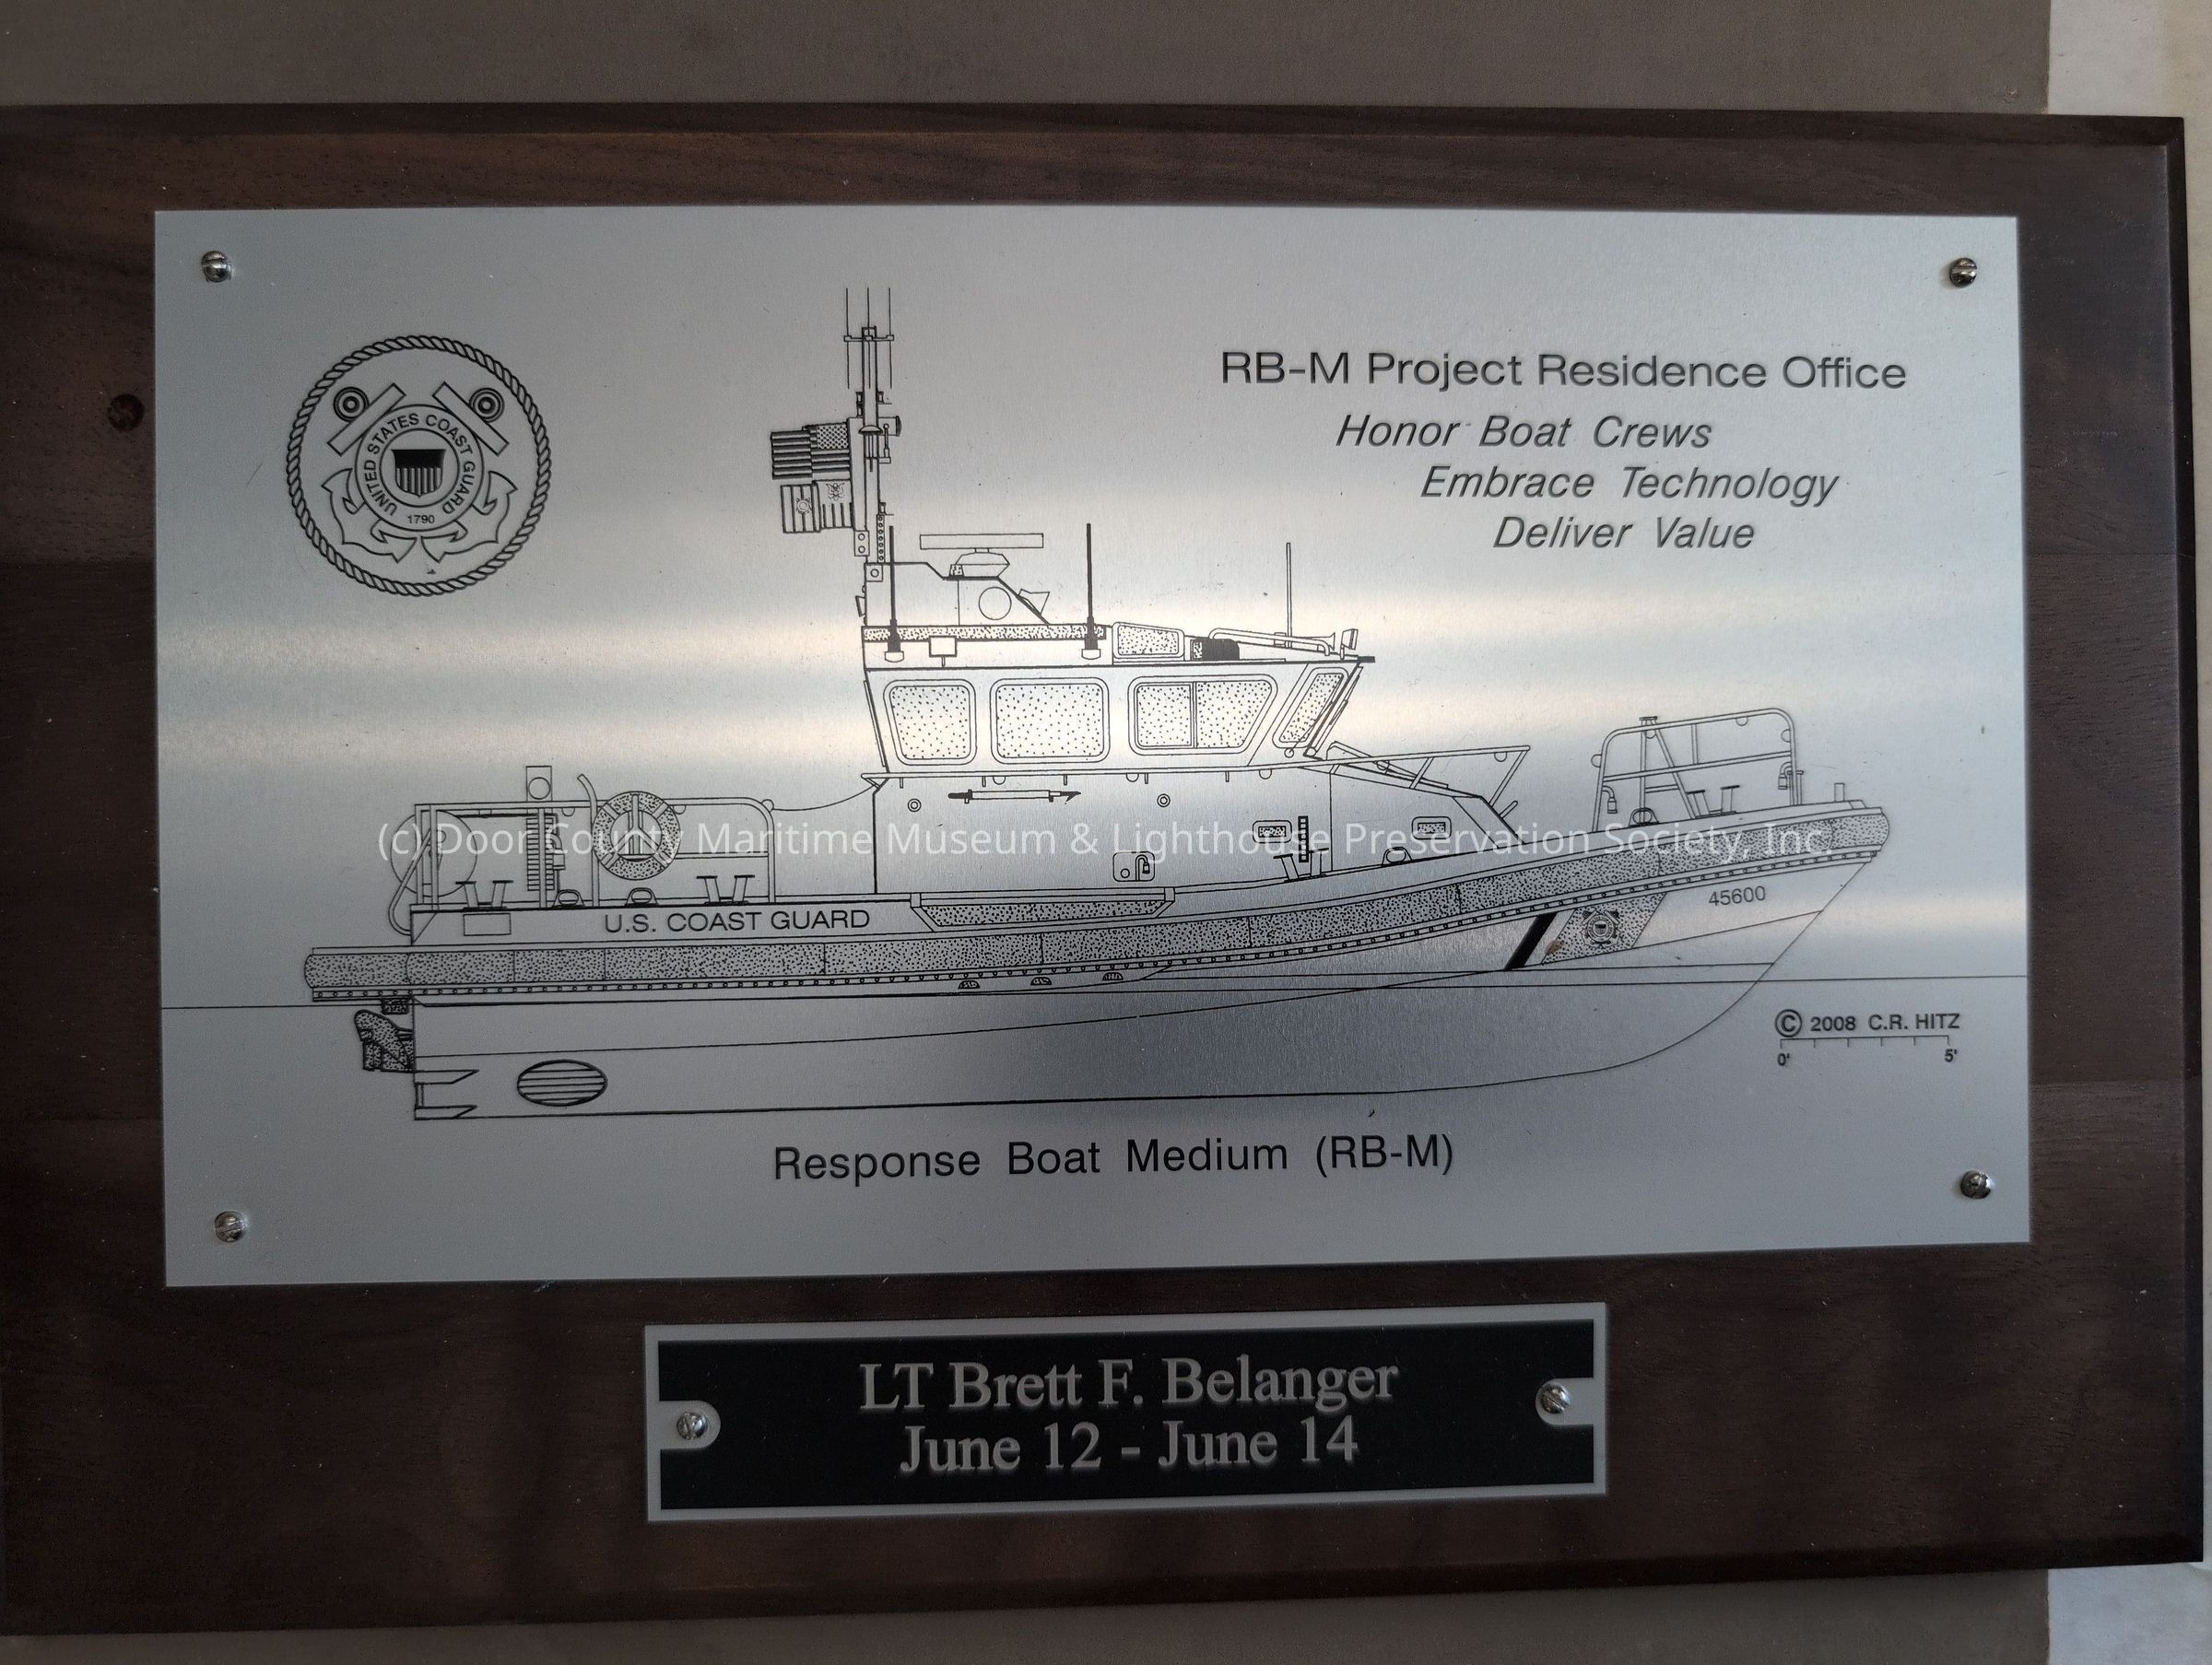 RB-M Project Residence Office
Honor Boat Crews
Embrace Technology
Deliver Value
UNITED STATES COAST GUARD
1790
(c) Door County Maritime Museum & Lighthouse Preservation Society, Inc.
U.S. COAST GUARD
45600
© 2008 C.R. HITZ
0' 5'
Response Boat Medium (RB-M)
LT Brett F. Belanger
June 12 - June 14